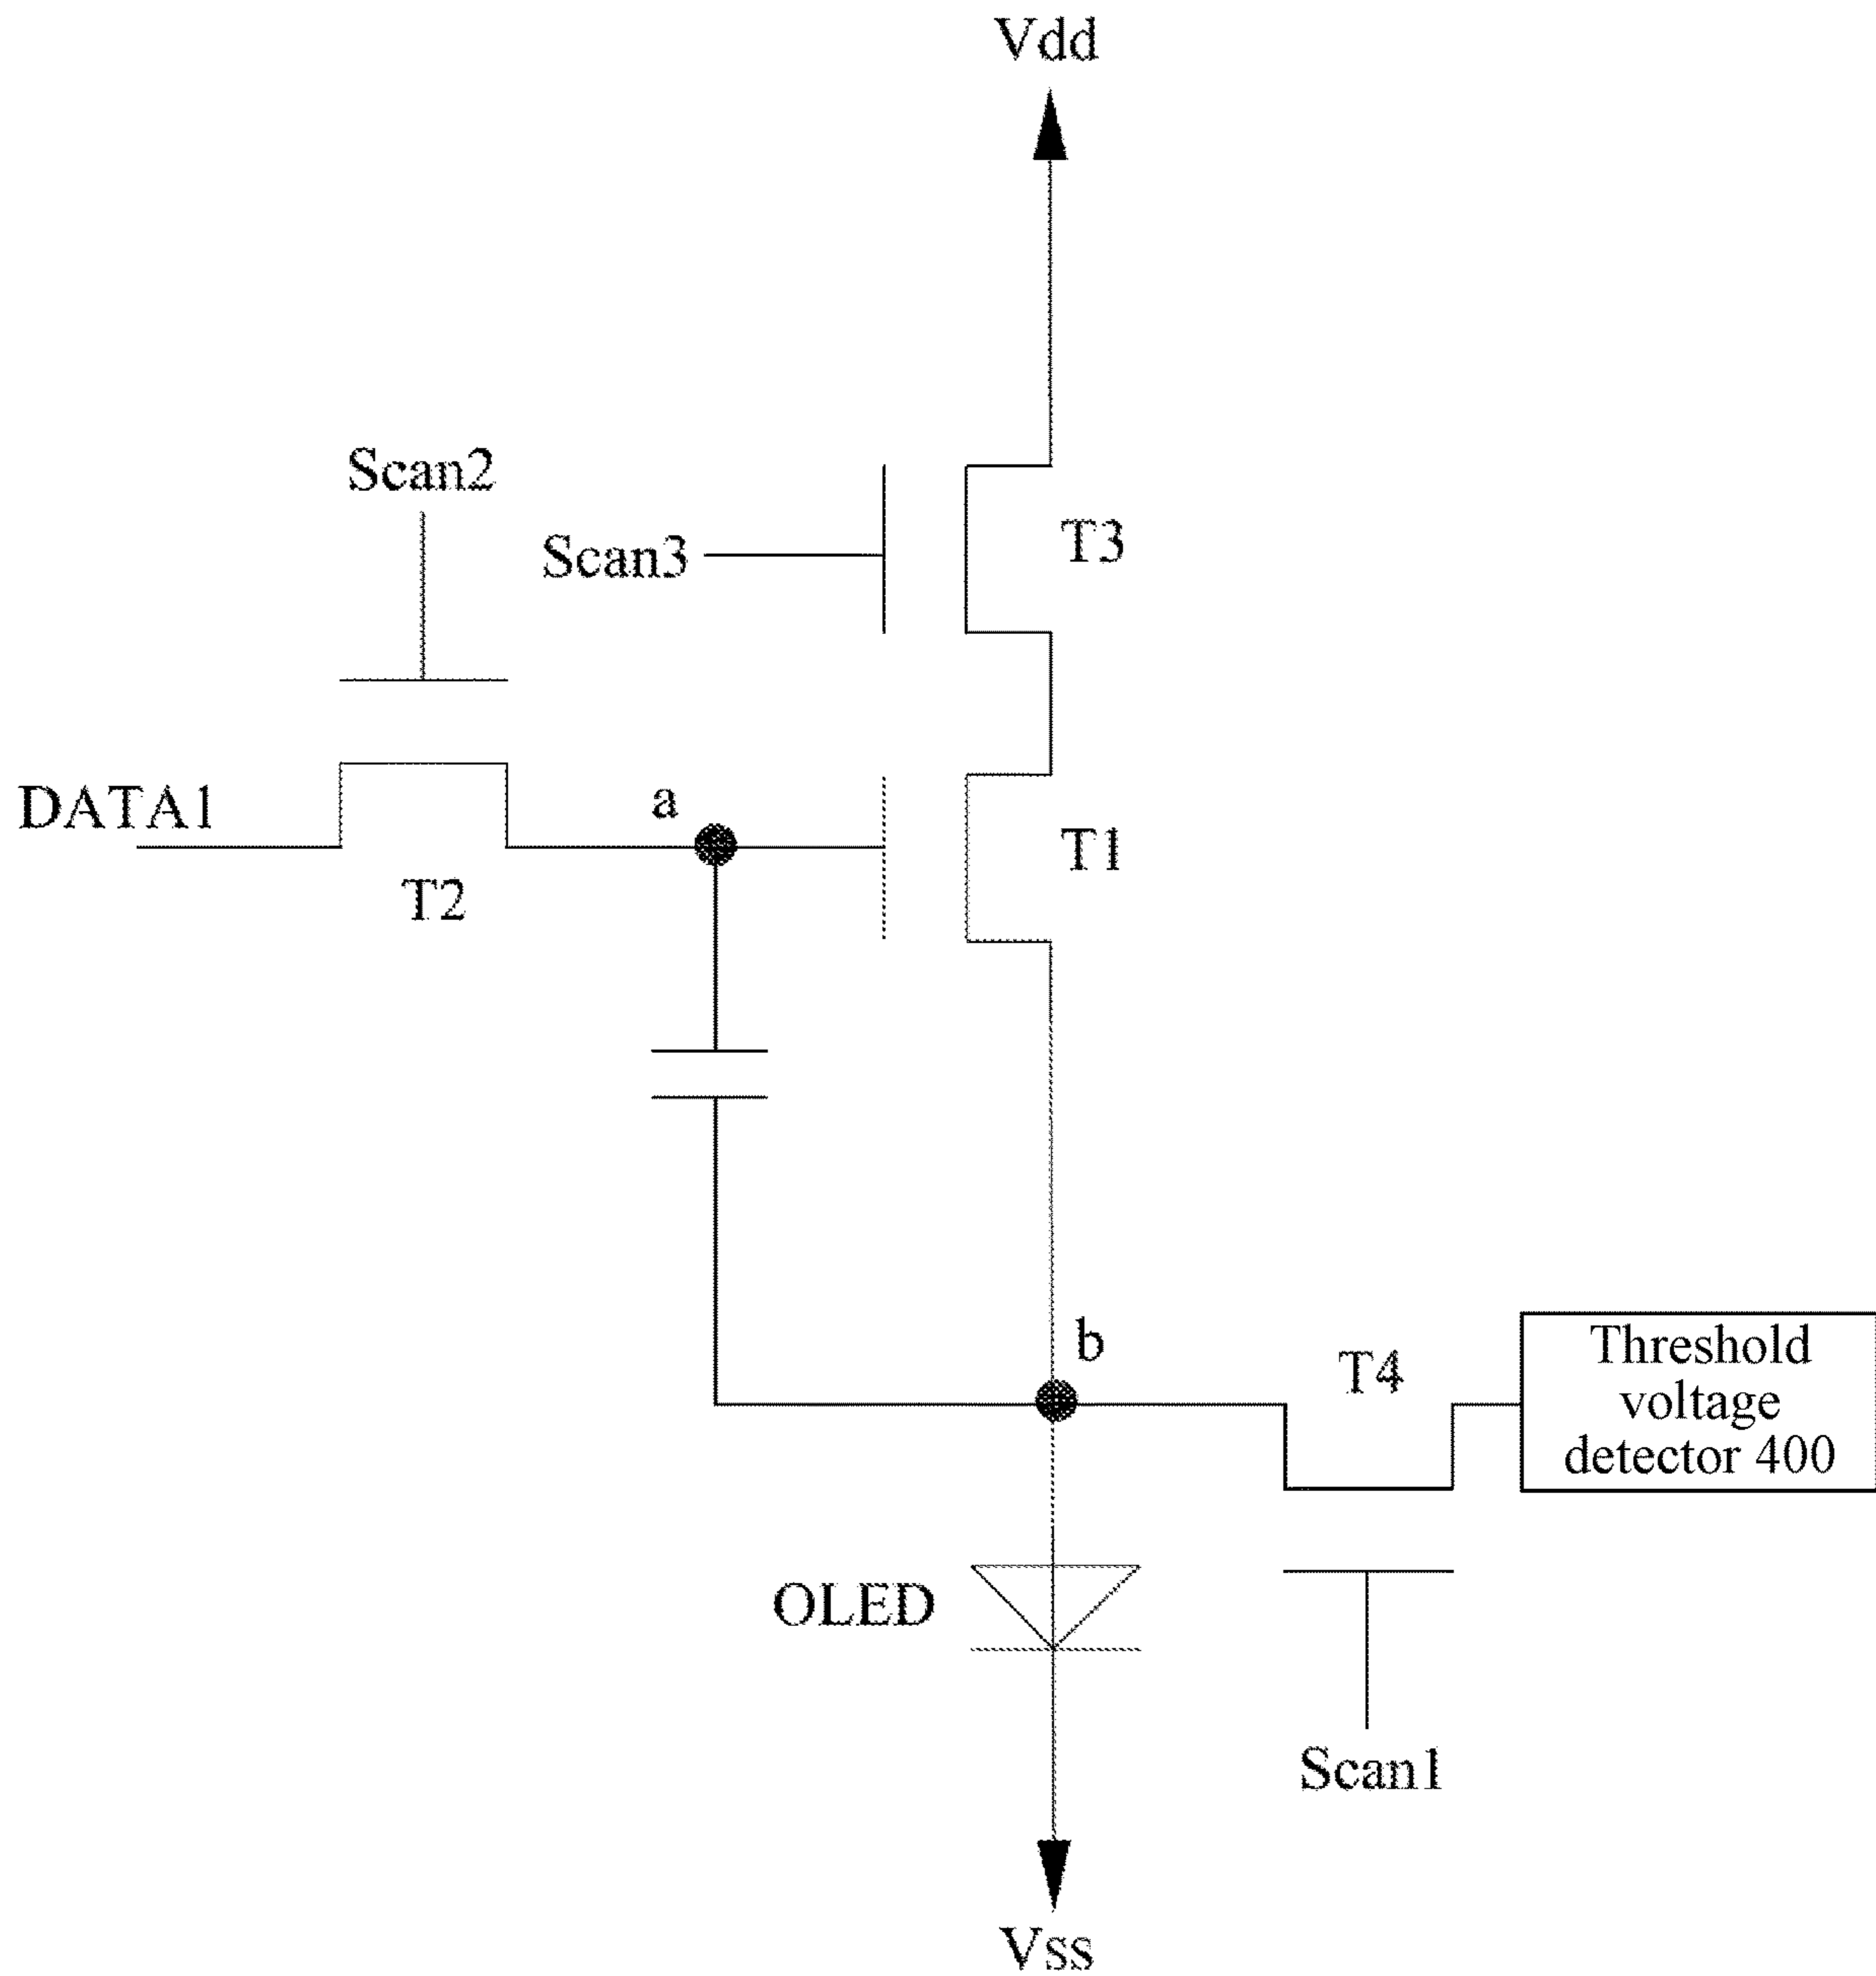 Vdd
Scan2
Scan3
T3
DATA1
a
T1
T2
b
T4
Threshold
voltage
detector 400
OLED
Scan1
Vss